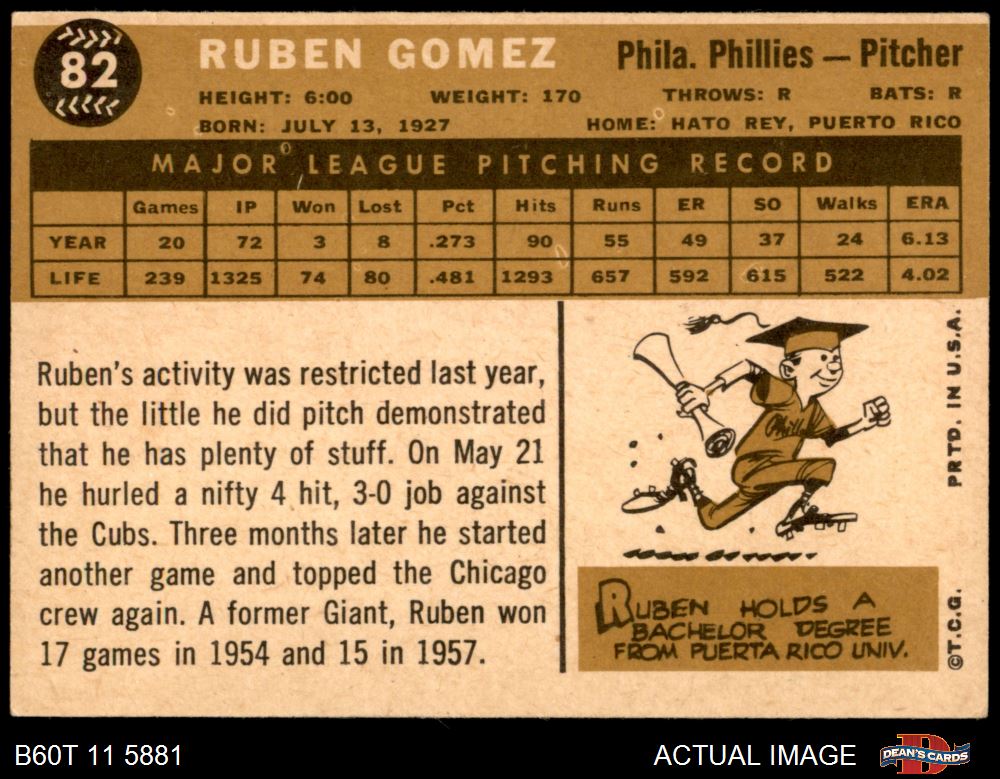 82
RUBEN GOMEZ
Phila. Phillies — Pitcher
HEIGHT: 6:00 WEIGHT: 170 THROWS: R BATS: R
BORN: JULY 13, 1927 HOME: HATO REY, PUERTO RICO
MAJOR LEAGUE PITCHING RECORD
Games IP Won Lost Pct Hits Runs ER SO Walks ERA
YEAR 20 72 3 8 .273 90 55 49 37 24 6.13
LIFE 239 1325 74 80 .481 1293 657 592 615 522 4.02
Ruben's activity was restricted last year,
but the little he did pitch demonstrated
that he has plenty of stuff. On May 21
he hurled a nifty 4 hit, 3-0 job against
the Cubs. Three months later he started
another game and topped the Chicago
crew again. A former Giant, Ruben won
17 games in 1954 and 15 in 1957.
Phillies
RUBEN HOLDS A
BACHELOR DEGREE
FROM PUERTA RICO UNIV.
©T.C.G. PRTD. IN U.S.A.
B60T 11 5881
ACTUAL IMAGE
DEAN'S CARDS